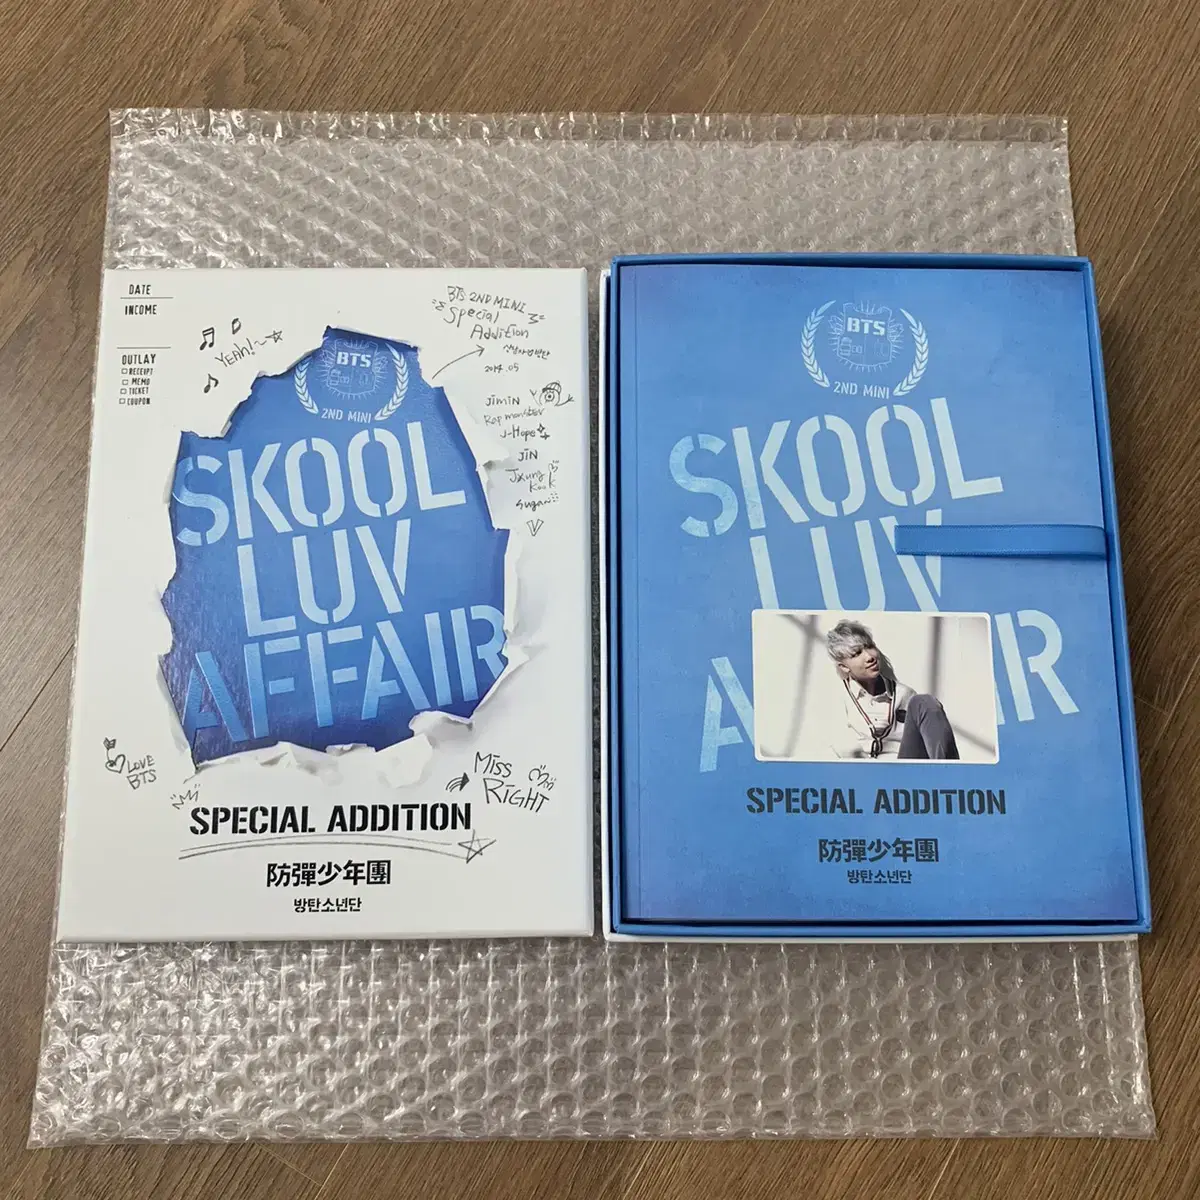 DATE
INCOME
OUTLAY
RECEIPT
MEMO
TICKET
COUPON
YEAH!~
BTS 2ND MINI
Special
Addition
2014.05
Jimin
Rap monster
J-Hope
Jin
Jung
Kook
Suga
BTS
2ND MINI
SKOOL
LUV
AFFAIR
LOVE
BTS
MISS
RIGHT
SPECIAL ADDITION
防彈少年團
방탄소년단
BTS
2ND MINI
SKOOL
LUV
A IR
SPECIAL ADDITION
防彈少年團
방탄소년단